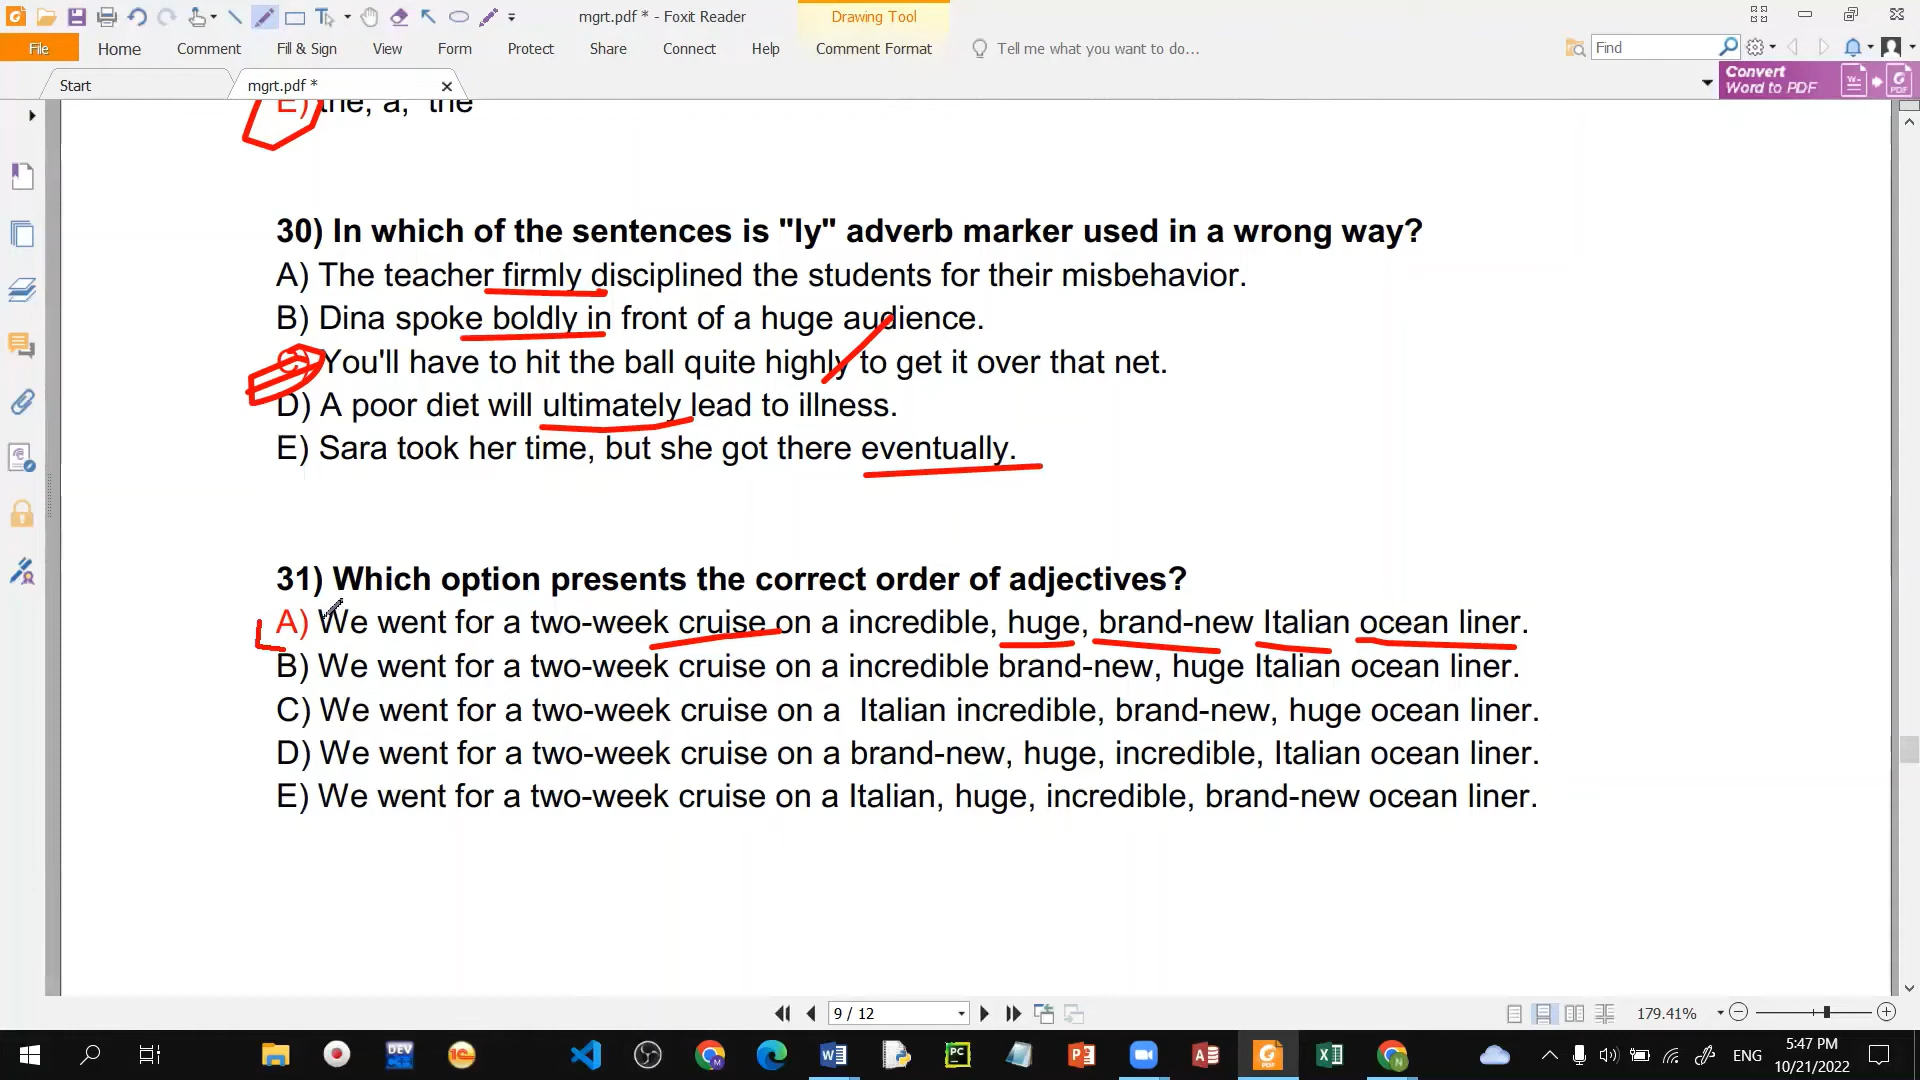 mgrt.pdf * - Foxit Reader
Drawing Tool
File Home Comment Fill & Sign View Form Protect Share Connect Help Comment Format Tell me what you want to do... Find
Start mgrt.pdf *
Convert
Word to PDF
E) the, a, the
30) In which of the sentences is "ly" adverb marker used in a wrong way?
A) The teacher firmly disciplined the students for their misbehavior.
B) Dina spoke boldly in front of a huge audience.
C) You'll have to hit the ball quite highly to get it over that net.
D) A poor diet will ultimately lead to illness.
E) Sara took her time, but she got there eventually.
31) Which option presents the correct order of adjectives?
A) We went for a two-week cruise on a incredible, huge, brand-new Italian ocean liner.
B) We went for a two-week cruise on a incredible brand-new, huge Italian ocean liner.
C) We went for a two-week cruise on a Italian incredible, brand-new, huge ocean liner.
D) We went for a two-week cruise on a brand-new, huge, incredible, Italian ocean liner.
E) We went for a two-week cruise on a Italian, huge, incredible, brand-new ocean liner.
9 / 12
179.41%
DEV
PC
ENG
5:47 PM
10/21/2022